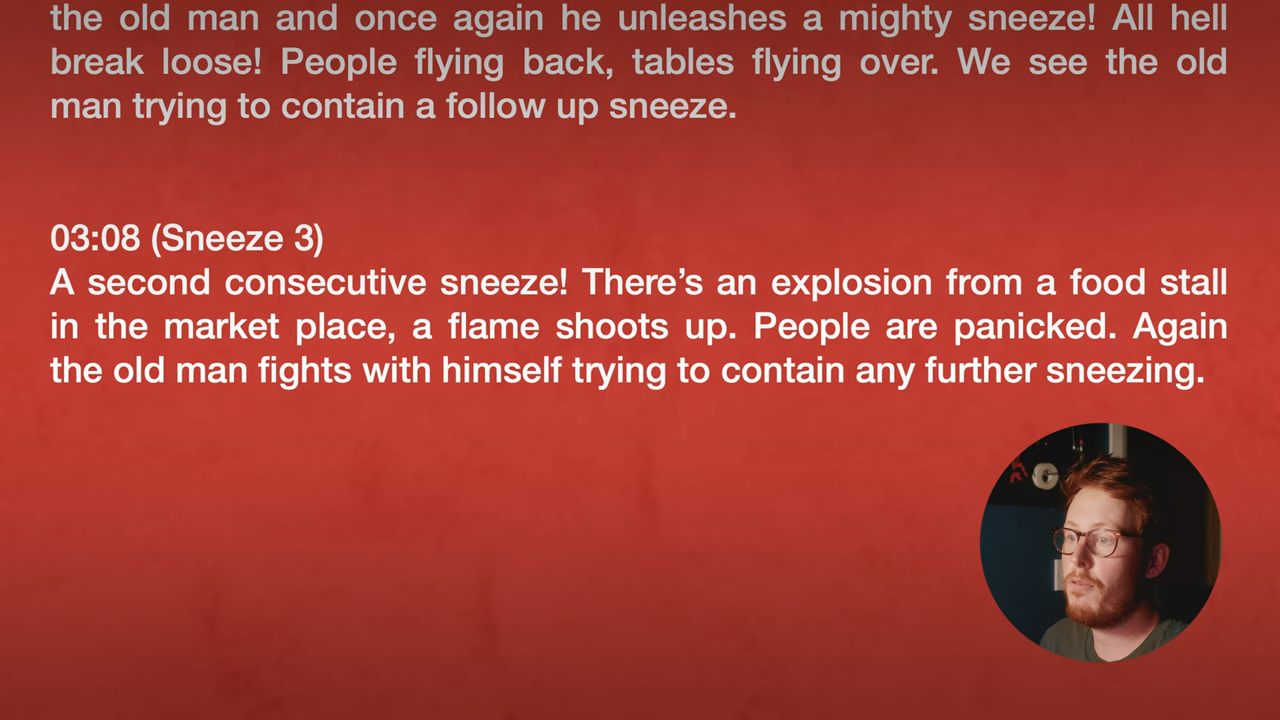 the old man and once again he unleashes a mighty sneeze! All hell
break loose! People flying back, tables flying over. We see the old
man trying to contain a follow up sneeze.
03:08 (Sneeze 3)
A second consecutive sneeze! There’s an explosion from a food stall
in the market place, a flame shoots up. People are panicked. Again
the old man fights with himself trying to contain any further sneezing.